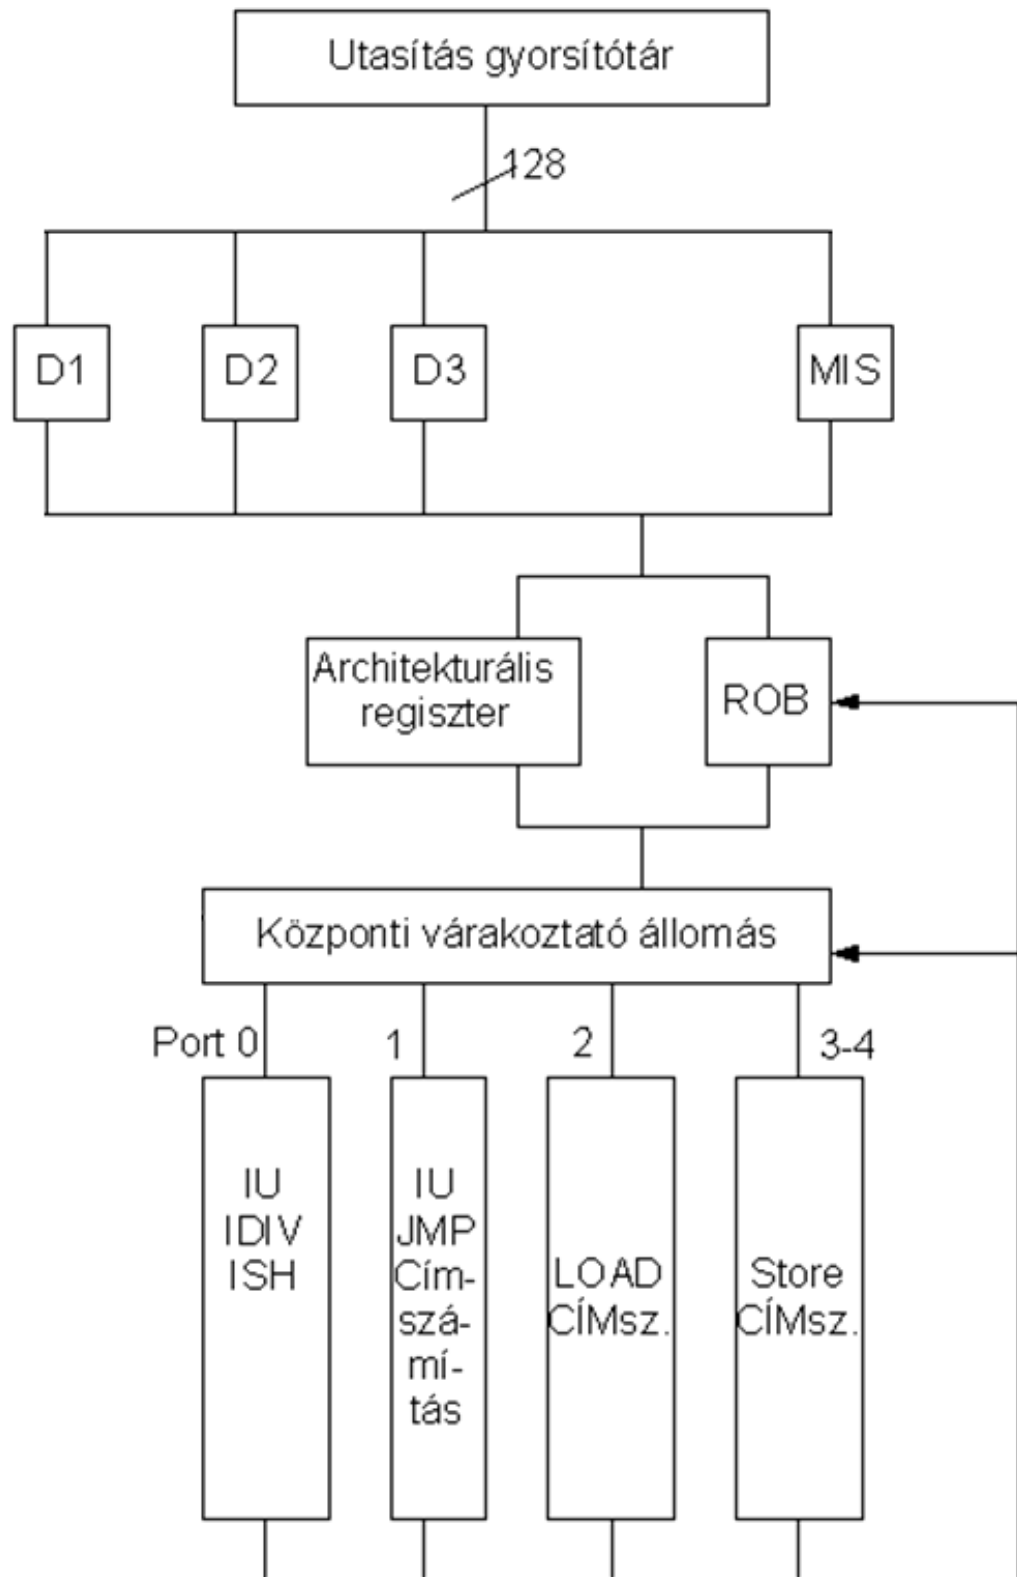 Utasítás gyorsítótár
128
D1
D2
D3
MIS
Architekturális
regiszter
ROB
Központi várakoztató állomás
Port 0
1
2
3-4
IU
IDIV
ISH
IU
JMP
Cím-
szá-
mí-
tás
LOAD
CÍMsz.
Store
CÍMsz.